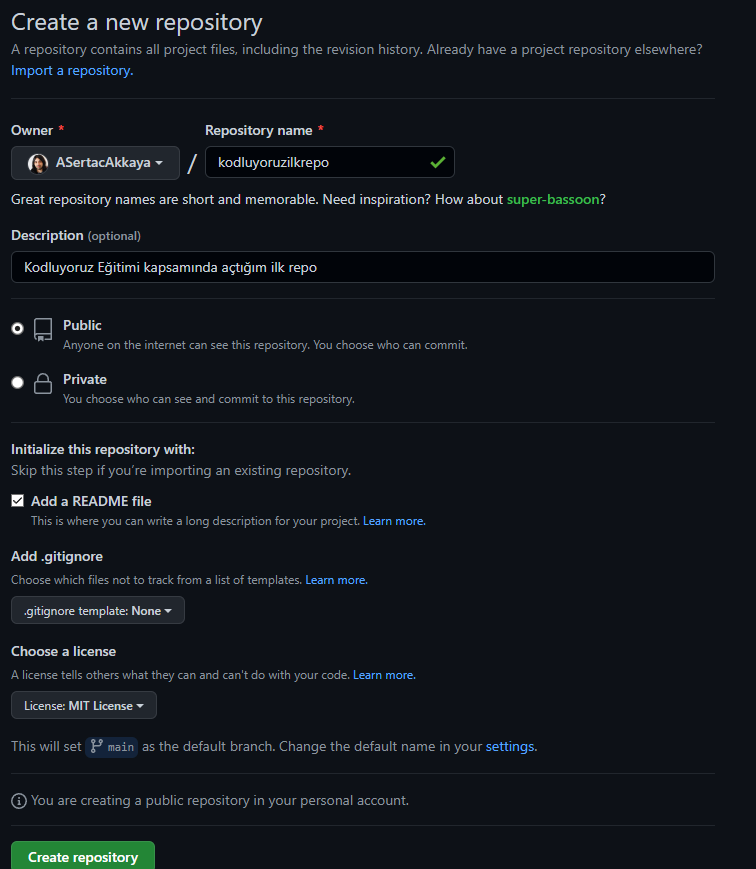 Create a new repository
A repository contains all project files, including the revision history. Already have a project repository elsewhere?
Import a repository.
Owner * Repository name *
ASertacAkkaya / kodluyoruzilkrepo
Great repository names are short and memorable. Need inspiration? How about super-bassoon?
Description (optional)
Kodluyoruz Eğitimi kapsamında açtığım ilk repo
Public
Anyone on the internet can see this repository. You choose who can commit.
Private
You choose who can see and commit to this repository.
Initialize this repository with:
Skip this step if you’re importing an existing repository.
Add a README file
This is where you can write a long description for your project. Learn more.
Add .gitignore
Choose which files not to track from a list of templates. Learn more.
.gitignore template: None
Choose a license
A license tells others what they can and can't do with your code. Learn more.
License: MIT License
This will set main as the default branch. Change the default name in your settings.
You are creating a public repository in your personal account.
Create repository